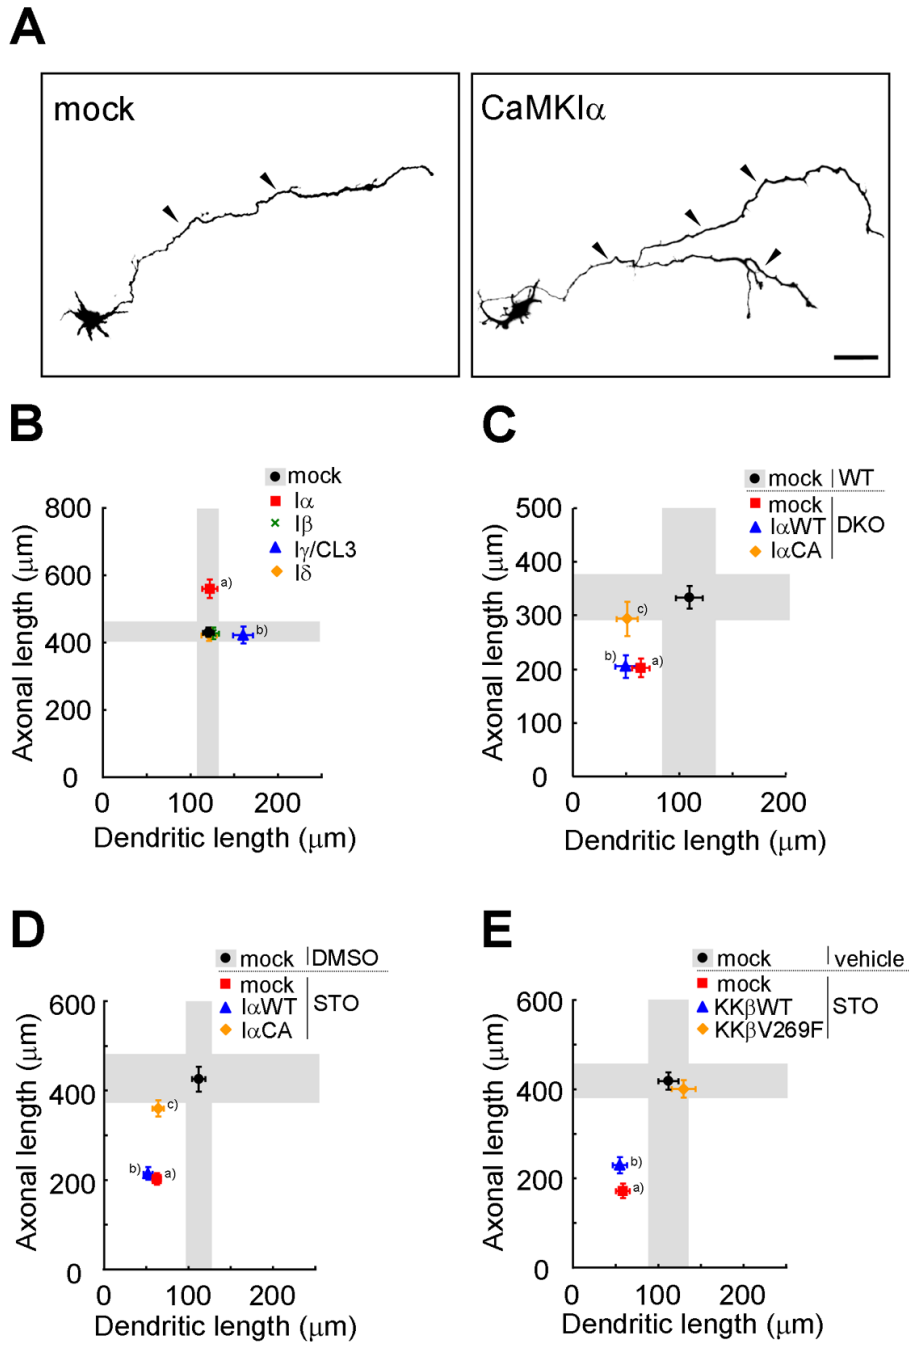 A
mock
CaMKIα
B
mock
Iα
Iβ
Iγ/CL3
Iδ
800
600
400
200
0
a)
b)
0 100 200
Axonal length (μm)
Dendritic length (μm)
C
mock WT
mock
IαWT
IαCA
DKO
500
400
300
200
100
0
c)
b) a)
0 100 200
Axonal length (μm)
Dendritic length (μm)
D
mock DMSO
mock
IαWT
IαCA
STO
600
400
200
0
c)
b) a)
0 100 200
Axonal length (μm)
Dendritic length (μm)
E
mock vehicle
mock
KKβWT
KKβV269F
STO
600
400
200
0
b)
a)
0 100 200
Axonal length (μm)
Dendritic length (μm)